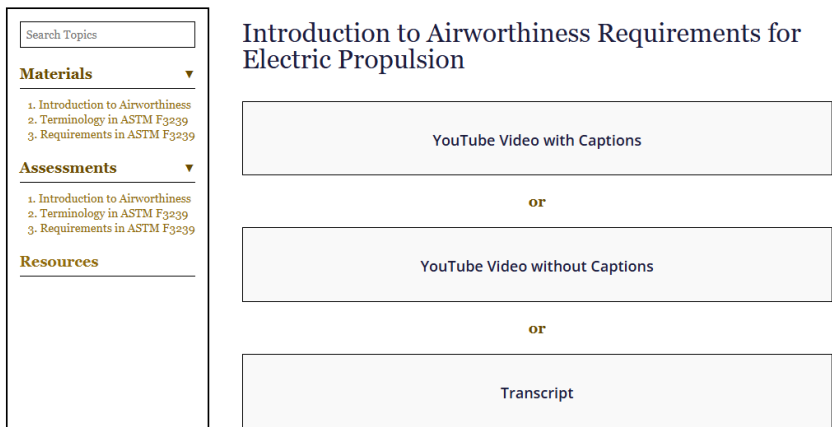 Search Topics
Materials ▼
1. Introduction to Airworthiness
2. Terminology in ASTM F3239
3. Requirements in ASTM F3239
Assessments ▼
1. Introduction to Airworthiness
2. Terminology in ASTM F3239
3. Requirements in ASTM F3239
Resources
Introduction to Airworthiness Requirements for
Electric Propulsion
YouTube Video with Captions
or
YouTube Video without Captions
or
Transcript